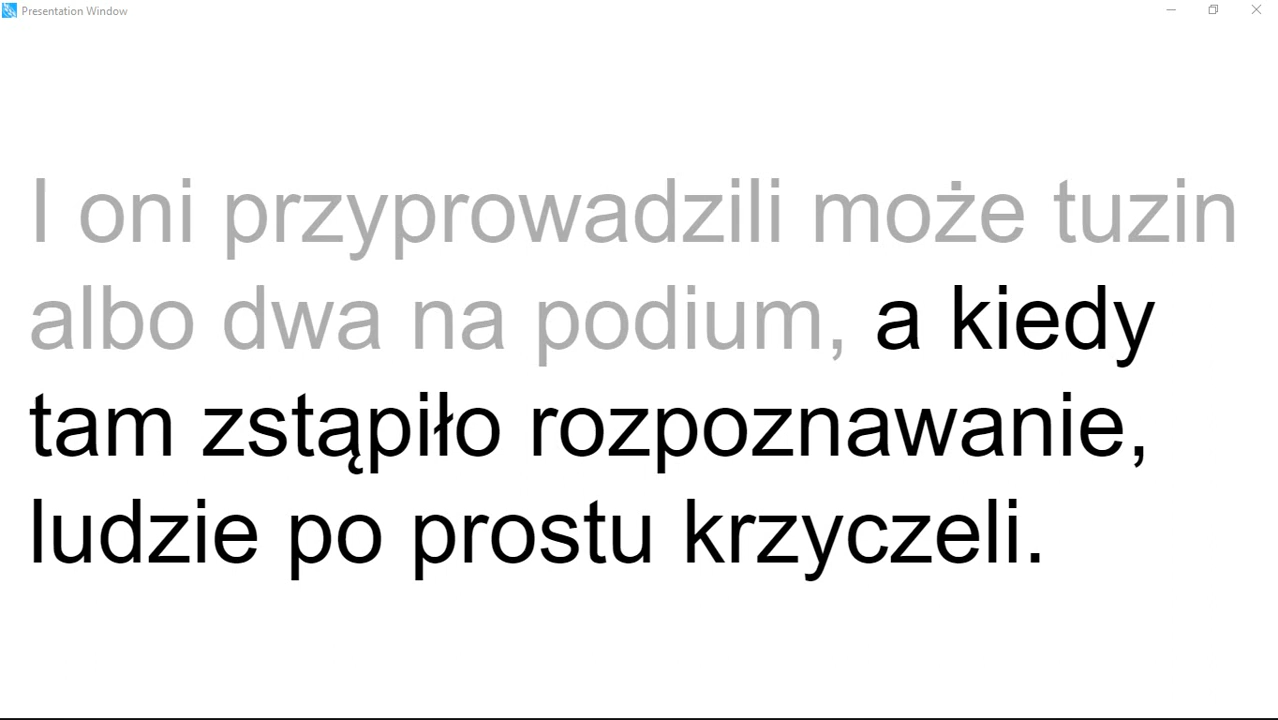 Presentation Window
I oni przyprowadzili może tuzin
albo dwa na podium, a kiedy
tam zstąpiło rozpoznawanie,
ludzie po prostu krzyczeli.